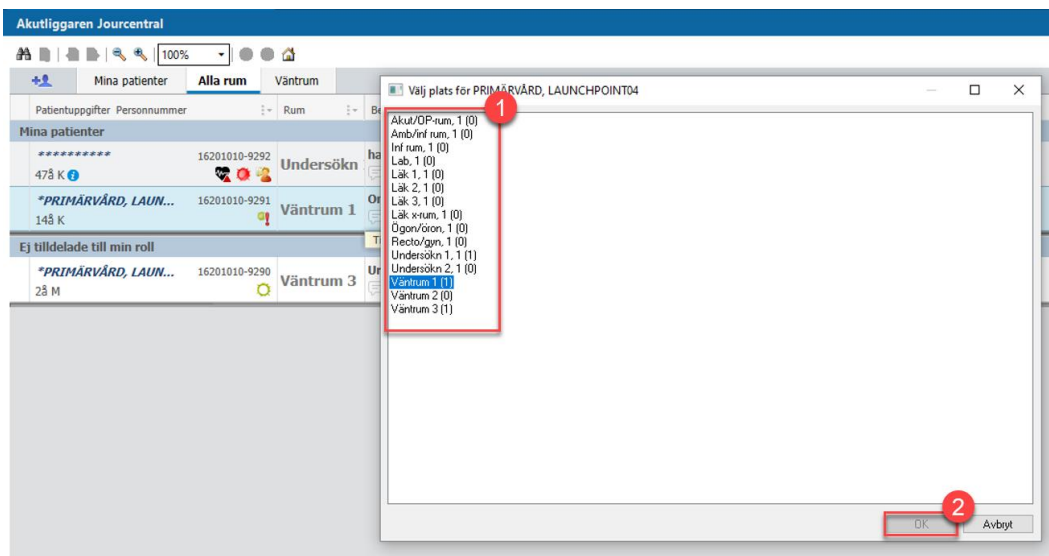 Akutliggaren Jourcentral
100%
Mina patienter Alla rum Väntrum
Patientuppgifter Personnummer Rum Be
Mina patienter
********** 16201010-9292 Undersökn ha
47å K
*PRIMÄRVÅRD, LAUN... 16201010-9291 Väntrum 1 Or
14å K
Ej tilldelade till min roll
*PRIMÄRVÅRD, LAUN... 16201010-9290 Väntrum 3 Ur
2å M
Välj plats för PRIMÄRVÅRD, LAUNCHPOINT04
1
Akut/OP-rum, 1 (0)
Amb/inf rum, 1 (0)
Inf rum, 1 (0)
Lab, 1 (0)
Läk 1, 1 (0)
Läk 2, 1 (0)
Läk 3, 1 (0)
Läk x-rum, 1 (0)
Ögon/öron, 1 (0)
Recto/gyn, 1 (0)
Undersökn 1, 1 (1)
Undersökn 2, 1 (0)
Väntrum 1 (1)
Väntrum 2 (0)
Väntrum 3 (1)
2
OK Avbryt